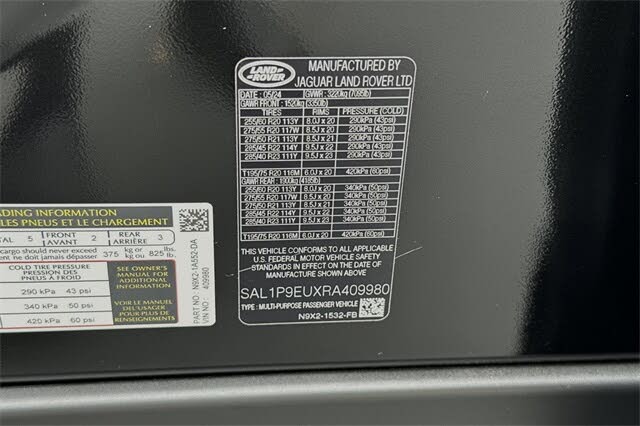 LAND ROVER
MANUFACTURED BY
JAGUAR LAND ROVER LTD
DATE: 05/24 GVWR: 3220kg (7095lb)
GAWR FRONT: 1520kg (3350lb)
TIRES RIMS PRESSURE (COLD)
255/60 R20 113Y 8.0J x 20 290kPa (43psi)
275/55 R20 117W 8.5J x 20 290kPa (43psi)
275/50 R21 113Y 9.5J x 21 290kPa (43psi)
285/45 R22 114Y 9.5J x 22 290kPa (43psi)
285/40 R23 111Y 9.5J x 23 290kPa (43psi)
T195/75 R20 116M 6.0J x 20 420kPa (60psi)
GAWR REAR: 1900kg (4185lb)
255/60 R20 113Y 8.0J x 20 340kPa (50psi)
275/55 R20 117W 8.5J x 20 340kPa (50psi)
275/50 R21 113Y 9.5J x 21 340kPa (50psi)
285/45 R22 114Y 9.5J x 22 340kPa (50psi)
285/40 R23 111Y 9.5J x 23 340kPa (50psi)
T195/75 R20 116M 6.0J x 20 420kPa (60psi)
THIS VEHICLE CONFORMS TO ALL APPLICABLE
U.S. FEDERAL MOTOR VEHICLE SAFETY
STANDARDS IN EFFECT ON THE DATE OF
MANUFACTURE SHOWN ABOVE
SAL1P9EUXRA409980
TYPE: MULTI-PURPOSE PASSENGER VEHICLE
N9X2-1532-FB
ADING INFORMATION
LES PNEUS ET LE CHARGEMENT
TAL 5 FRONT AVANT 2 REAR ARRIÈRE 3
cargo should never exceed 375 kg or 825 lbs.
ent ne doit jamais dépasser kg ou lb.
COLD TIRE PRESSURE
PRESSION DES
PNEUS À FROID
290 kPa 43 psi
340 kPa 50 psi
420 kPa 60 psi
SEE OWNER'S
MANUAL FOR
ADDITIONAL
INFORMATION
VOIR LE MANUEL
DE L'USAGER
POUR PLUS DE
RENSEIGNEMENTS
PART NO: N9X2-1A552-DA
VIN NO: 409980